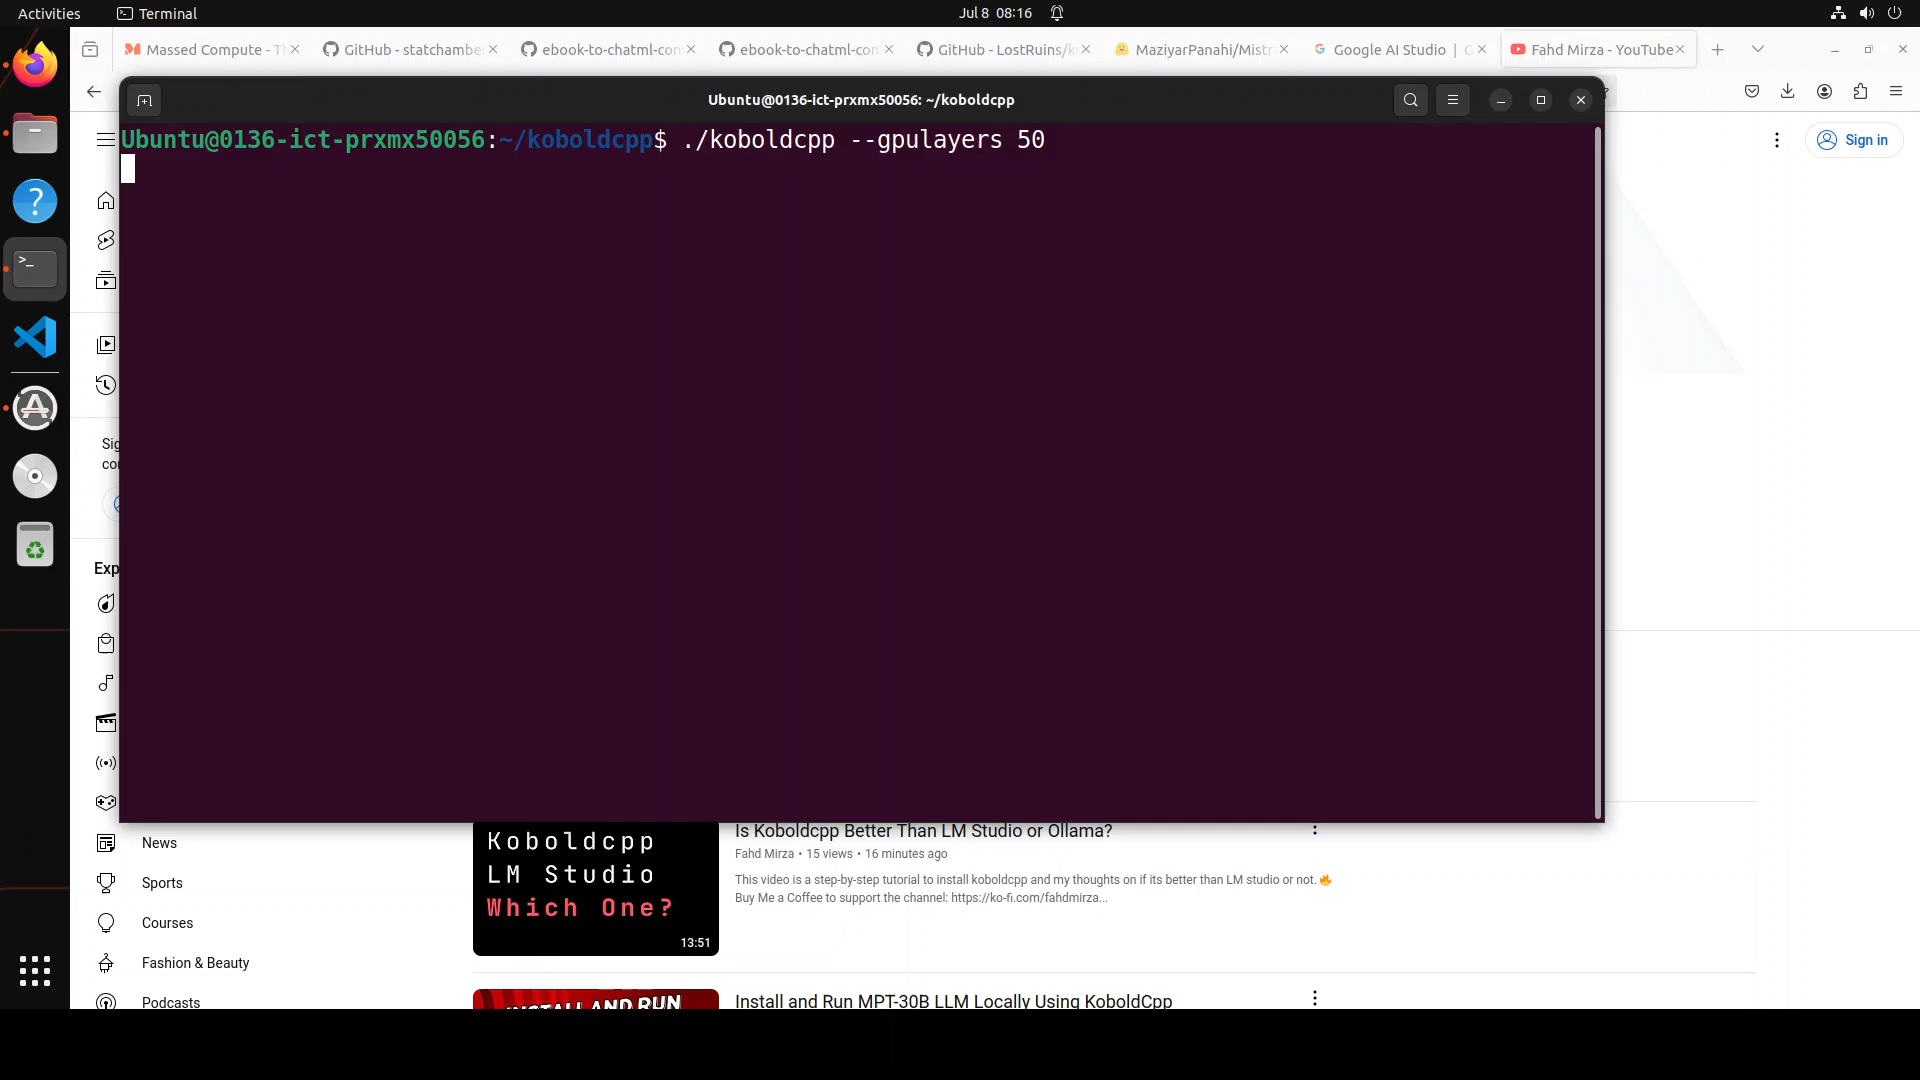 Activities
Terminal
Jul 8 08:16
Massed Compute - T
GitHub - statchambe
ebook-to-chatml-con
ebook-to-chatml-con
GitHub - LostRuins/k
MaziyarPanahi/Mistr
Google AI Studio | G
Fahd Mirza - YouTube
Ubuntu@0136-ict-prxmx50056: ~/koboldcpp
Ubuntu@0136-ict-prxmx50056:~/koboldcpp$ ./koboldcpp --gpulayers 50
Sign in
Sig
con
Exp
News
Sports
Courses
Fashion & Beauty
Podcasts
Koboldcpp
LM Studio
Which One?
13:51
Is Koboldcpp Better Than LM Studio or Ollama?
Fahd Mirza • 15 views • 16 minutes ago
This video is a step-by-step tutorial to install koboldcpp and my thoughts on if its better than LM studio or not. 🔥
Buy Me a Coffee to support the channel: https://ko-fi.com/fahdmirza...
INSTALL AND RUN
Install and Run MPT-30B LLM Locally Using KoboldCpp